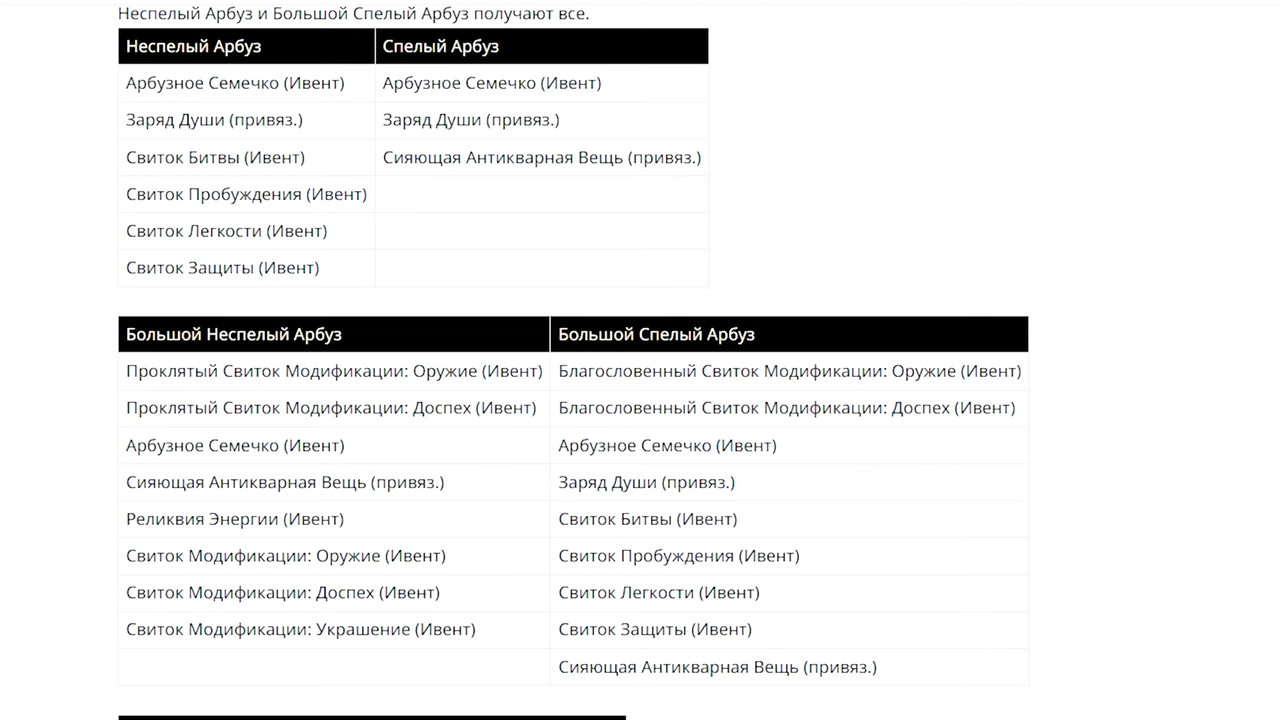 Неспелый Арбуз и Большой Спелый Арбуз получают все.
Неспелый Арбуз Спелый Арбуз
Арбузное Семечко (Ивент) Арбузное Семечко (Ивент)
Заряд Души (привяз.) Заряд Души (привяз.)
Свиток Битвы (Ивент) Сияющая Антикварная Вещь (привяз.)
Свиток Пробуждения (Ивент)
Свиток Легкости (Ивент)
Свиток Защиты (Ивент)
Большой Неспелый Арбуз Большой Спелый Арбуз
Проклятый Свиток Модификации: Оружие (Ивент) Благословенный Свиток Модификации: Оружие (Ивент)
Проклятый Свиток Модификации: Доспех (Ивент) Благословенный Свиток Модификации: Доспех (Ивент)
Арбузное Семечко (Ивент) Арбузное Семечко (Ивент)
Сияющая Антикварная Вещь (привяз.) Заряд Души (привяз.)
Реликвия Энергии (Ивент) Свиток Битвы (Ивент)
Свиток Модификации: Оружие (Ивент) Свиток Пробуждения (Ивент)
Свиток Модификации: Доспех (Ивент) Свиток Легкости (Ивент)
Свиток Модификации: Украшение (Ивент) Свиток Защиты (Ивент)
Сияющая Антикварная Вещь (привяз.)